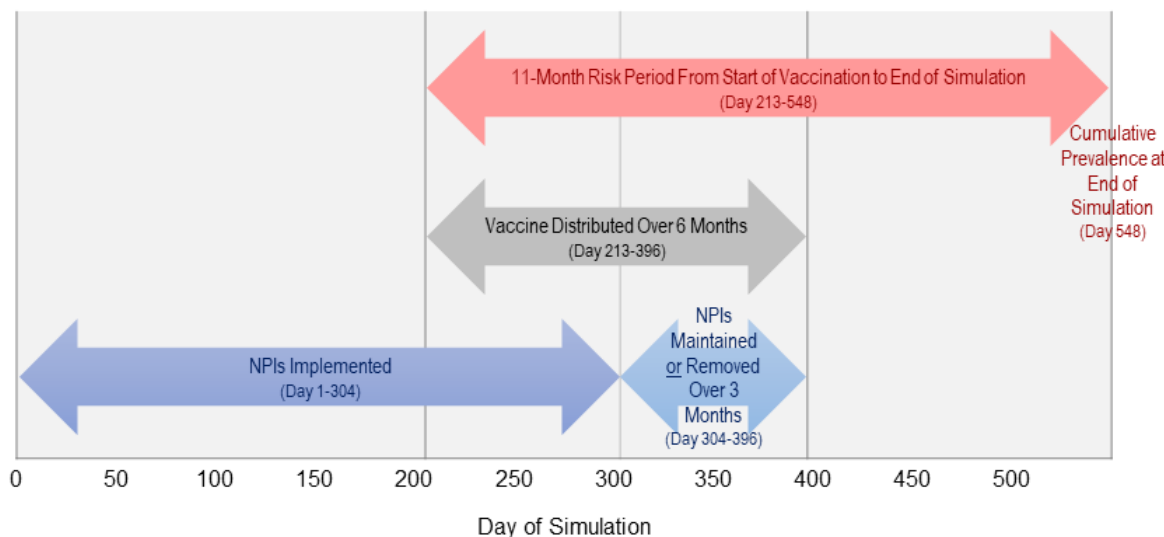 11-Month Risk Period From Start of Vaccination to End of Simulation
(Day 213-548)
Cumulative
Prevalence at
End of
Simulation
(Day 548)
Vaccine Distributed Over 6 Months
(Day 213-396)
NPIs Implemented
(Day 1-304)
NPIs
Maintained
or Removed
Over 3
Months
(Day 304-396)
0 50 100 150 200 250 300 350 400 450 500
Day of Simulation